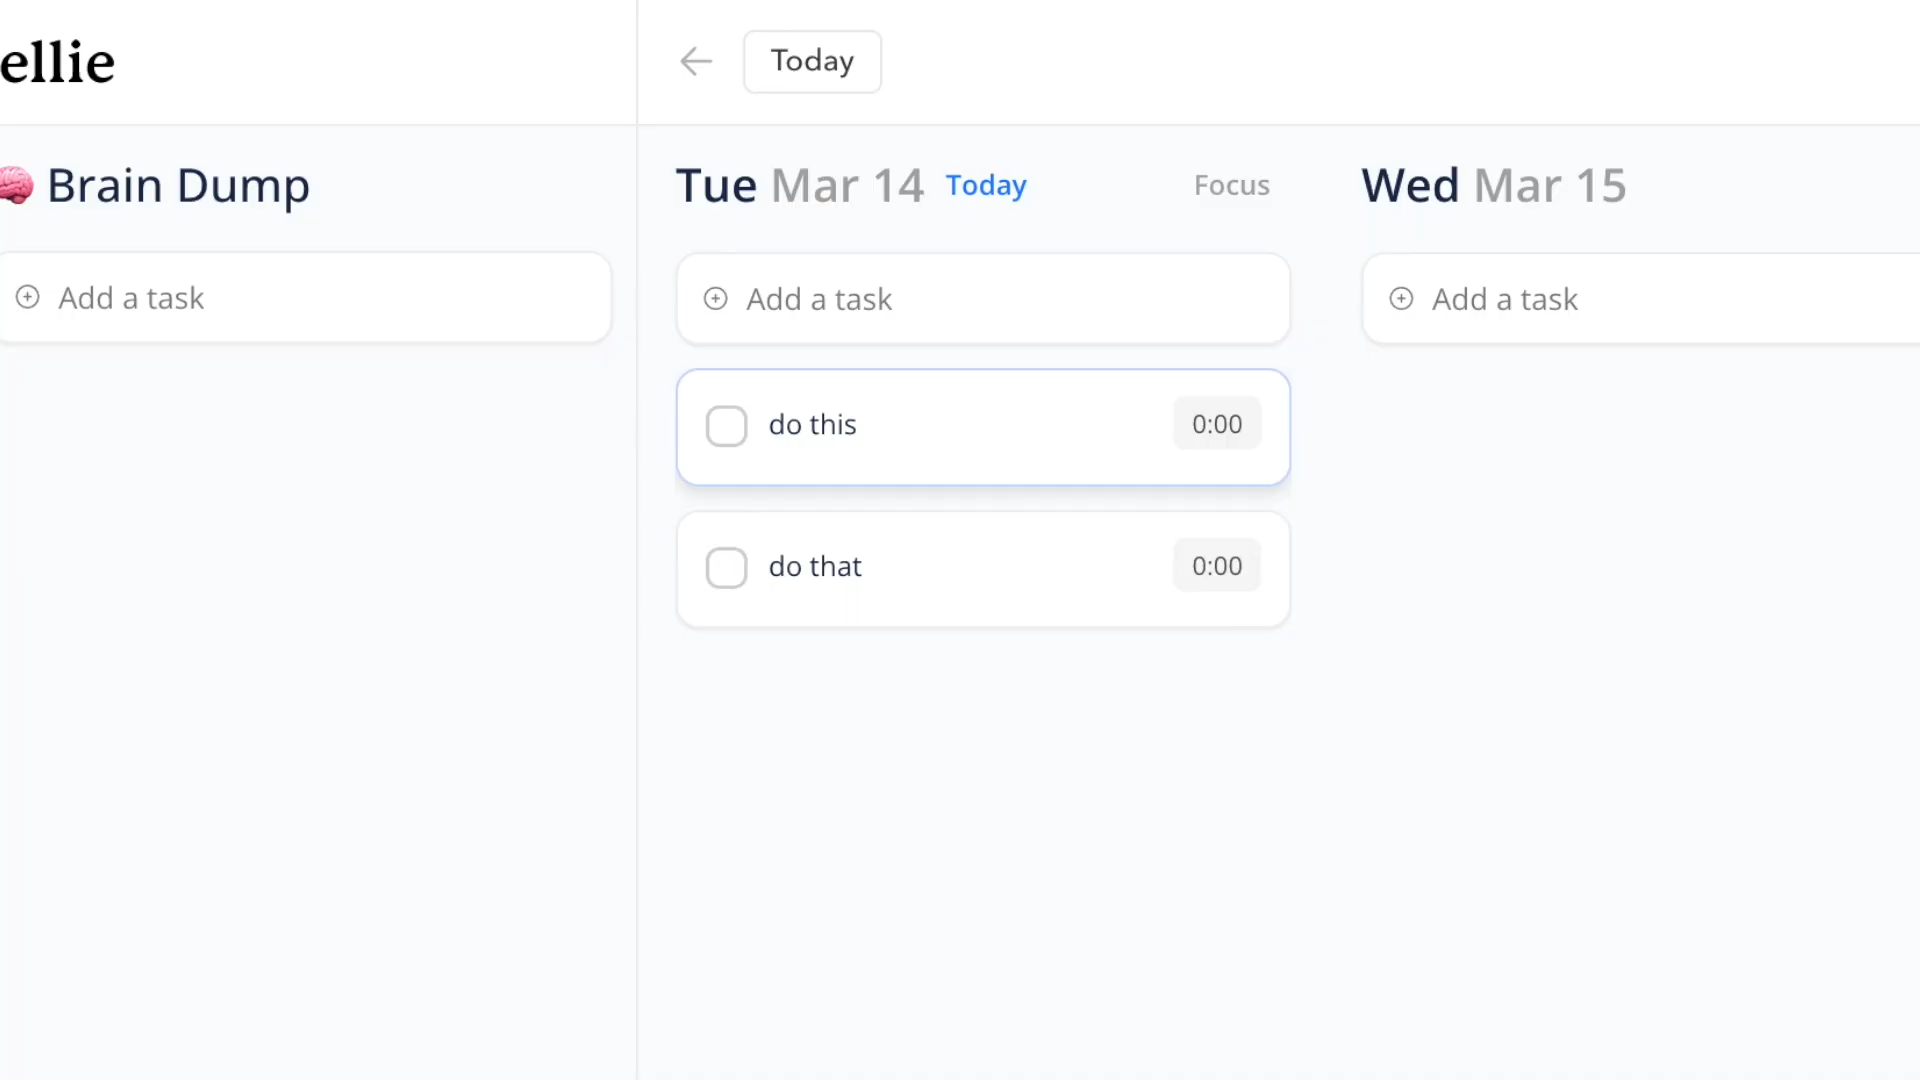 ellie
Today
Brain Dump
Tue Mar 14 Today Focus
Wed Mar 15
Add a task
Add a task
Add a task
do this 0:00
do that 0:00